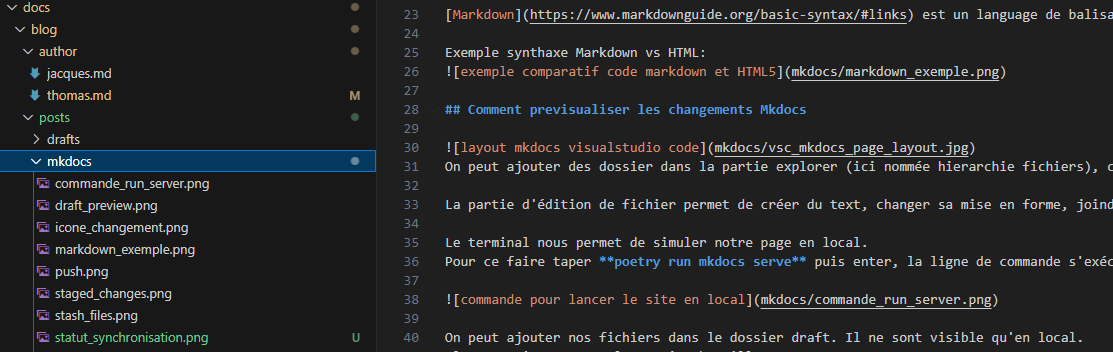 docs
blog
author
jacques.md
thomas.md M
posts
drafts
mkdocs
commande_run_server.png
draft_preview.png
icone_changement.png
markdown_exemple.png
push.png
staged_changes.png
stash_files.png
statut_synchronisation.png U
23 [Markdown](https://www.markdownguide.org/basic-syntax/#links) est un language de balisa
24
25 Exemple synthaxe Markdown vs HTML:
26 ![exemple comparatif code markdown et HTML5](mkdocs/markdown_exemple.png)
27
28 ## Comment previsualiser les changements Mkdocs
29
30 ![layout mkdocs visualstudio code](mkdocs/vsc_mkdocs_page_layout.jpg)
31 On peut ajouter des dossier dans la partie explorer (ici nommée hierarchie fichiers), c
32
33 La partie d'édition de fichier permet de créer du text, changer sa mise en forme, joind
34
35 Le terminal nous permet de simuler notre page en local.
36 Pour ce faire taper **poetry run mkdocs serve** puis enter, la ligne de commande s'exéc
37
38 ![commande pour lancer le site en local](mkdocs/commande_run_server.png)
39
40 On peut ajouter nos fichiers dans le dossier draft. Il ne sont visible qu'en local.